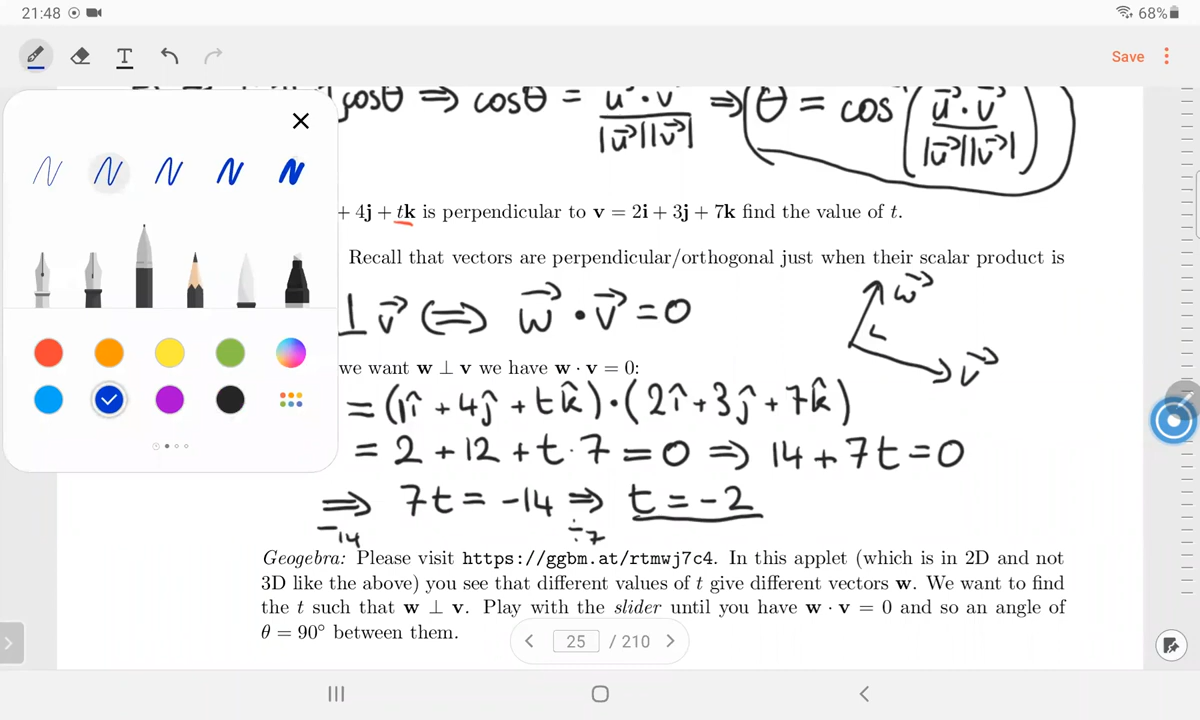 21:48 68%
T Save
cosθ ⇒ cosθ = u⃗·v⃗ / |u⃗||v⃗| ⇒ θ = cos (u⃗·v⃗ / |u⃗||v⃗|)
+ 4j + tk is perpendicular to v = 2i + 3j + 7k find the value of t.
Recall that vectors are perpendicular/orthogonal just when their scalar product is
⊥ v⃗ ⟺ w⃗ · v⃗ = 0
w⃗
v⃗
we want w ⊥ v we have w · v = 0:
= (1î + 4ĵ + tk̂)·(2î + 3ĵ + 7k̂)
= 2 + 12 + t·7 = 0 ⇒ 14 + 7t = 0
⇒ 7t = -14 ⇒ t = -2
-14 ÷7
Geogebra: Please visit https://ggbm.at/rtmwj7c4. In this applet (which is in 2D and not
3D like the above) you see that different values of t give different vectors w. We want to find
the t such that w ⊥ v. Play with the slider until you have w · v = 0 and so an angle of
θ = 90° between them.
25 / 210